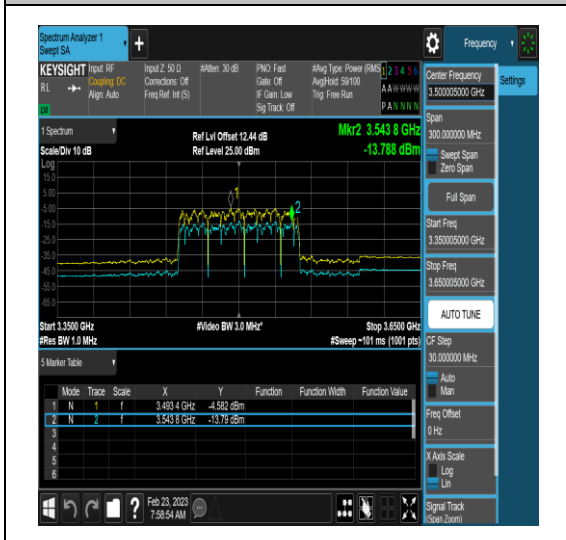 Spectrum Analyzer 1
Swept SA
+
Frequency
KEYSIGHT Input: RF Input Z: 50 Ω #Atten: 30 dB PNO: Fast #Avg Type: Power (RMS 1 2 3 4 5 6
RL Coupling: DC Corrections: Off Gate: Off Avg|Hold: 59/100 A A W W W W
Align: Auto Freq Ref: Int (S) IF Gain: Low Trig: Free Run
Sig Track: Off P A N N N N
LXI
Center Frequency
3.500005000 GHz
Settings
Span
300.000000 MHz
Swept Span
Zero Span
Full Span
Start Freq
3.350005000 GHz
Stop Freq
3.650005000 GHz
AUTO TUNE
CF Step
30.000000 MHz
Auto
Man
Freq Offset
0 Hz
X Axis Scale
Log
Lin
Signal Track
(Span Zoom)
1 Spectrum
Ref Lvl Offset 12.44 dB Mkr2 3.543 8 GHz
Scale/Div 10 dB Ref Level 25.00 dBm -13.788 dBm
Log
15.0
5.00
-5.00
-15.0
-25.0
-35.0
-45.0
-55.0
-65.0
1
2
Start 3.3500 GHz #Video BW 3.0 MHz* Stop 3.6500 GHz
#Res BW 1.0 MHz #Sweep ~101 ms (1001 pts)
5 Marker Table
Mode Trace Scale X Y Function Function Width Function Value
1 N 1 f 3.493 4 GHz -4.582 dBm
2 N 2 f 3.543 8 GHz -13.79 dBm
3
4
5
6
?
Feb 23, 2023
7:58:54 AM